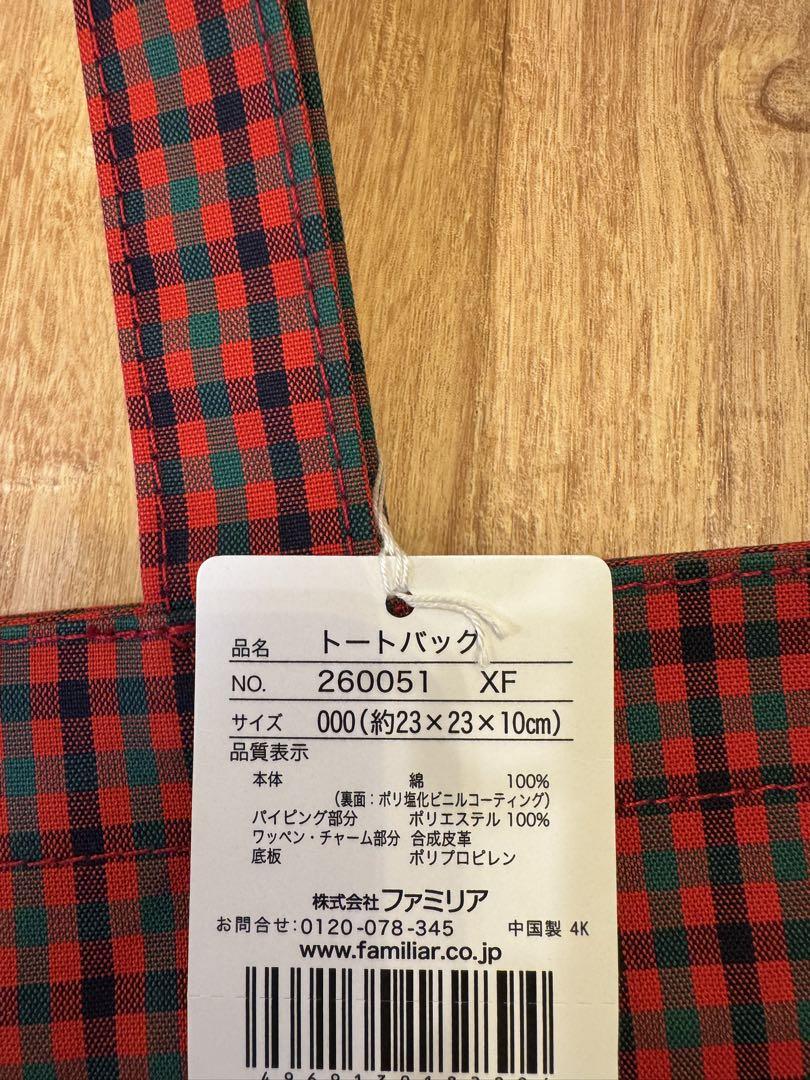 品名 トートバッグ
NO. 260051 XF
サイズ 000(約23×23×10cm)
品質表示
本体 綿 100%
(裏面:ポリ塩化ビニルコーティング)
パイピング部分 ポリエステル 100%
ワッペン・チャーム部分 合成皮革
底板 ポリプロピレン
株式会社 ファミリア
お問合せ:0120-078-345 中国製 4K
www.familiar.co.jp